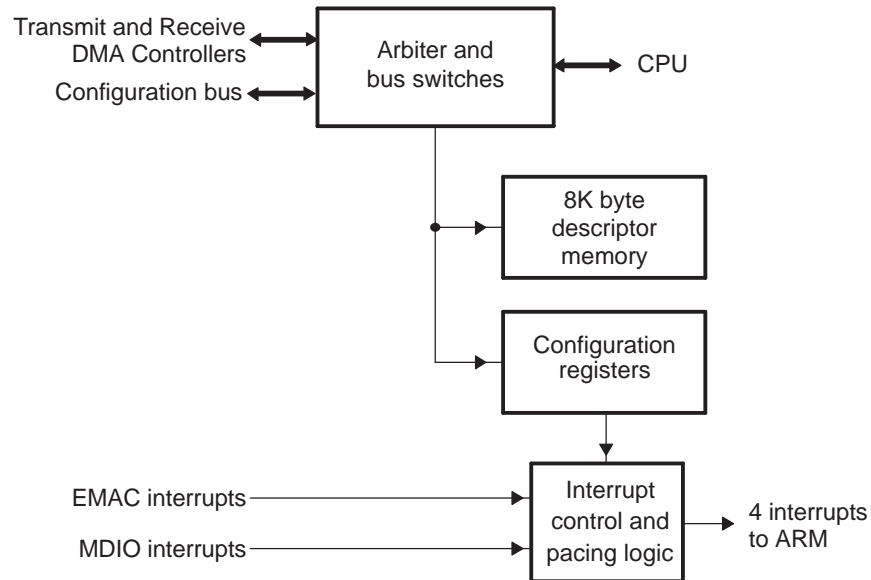 Transmit and Receive
DMA Controllers
Configuration bus
Arbiter and
bus switches
CPU
8K byte
descriptor
memory
Configuration
registers
EMAC interrupts
MDIO interrupts
Interrupt
control and
pacing logic
4 interrupts
to ARM